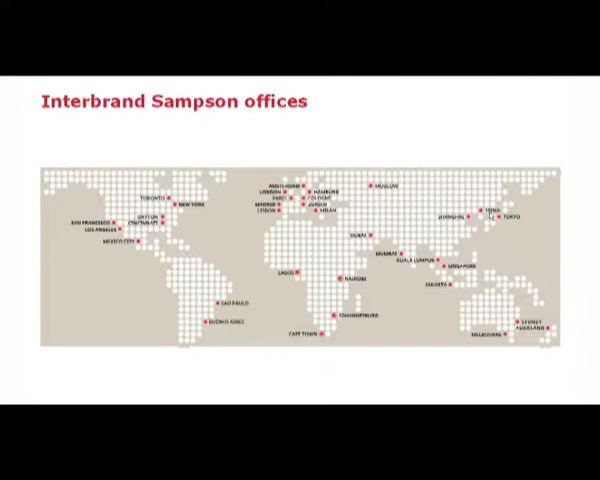 Interbrand Sampson offices
AMSTERDAM
MOSCOW
LONDON
HAMBURG
TORONTO
PARIS
COLOGNE
NEW YORK
MADRID
ZURICH
LISBON
MILAN
SEOUL
DAYTON
SHANGHAI
TOKYO
SAN FRANCISCO
CINCINNATI
LOS ANGELES
DUBAI
MEXICO CITY
MUMBAI
KUALA LUMPUR
SINGAPORE
LAGOS
NAIROBI
JAKARTA
SAO PAULO
JOHANNESBURG
BUENOS AIRES
SYDNEY
AUCKLAND
CAPE TOWN
MELBOURNE